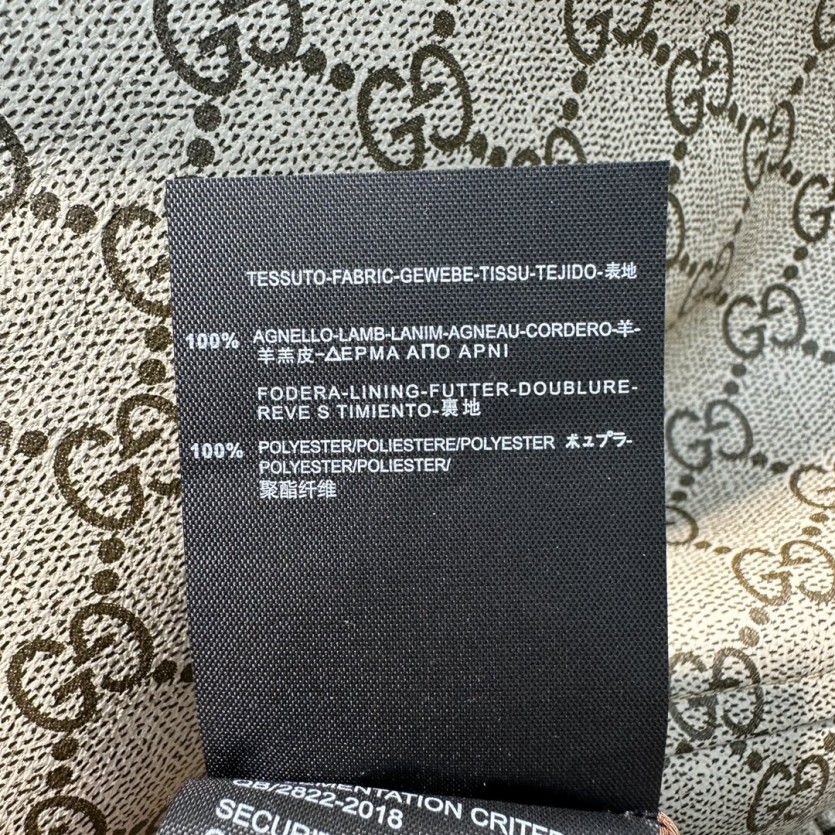 TESSUTO-FABRIC-GEWEBE-TISSU-TEJIDO-表地
100% AGNELLO-LAMB-LANIM-AGNEAU-CORDERO-羊-
羊羔皮-ΔΕΡΜΑ ΑΠΟ ΑΡΝΙ
FODERA-LINING-FUTTER-DOUBLURE-
REVE S TIMIENTO-裏地
100% POLYESTER/POLIESTERE/POLYESTER ポユプラ-
POLYESTER/POLIESTER/
聚酯纤维
CRITER
2822-2018